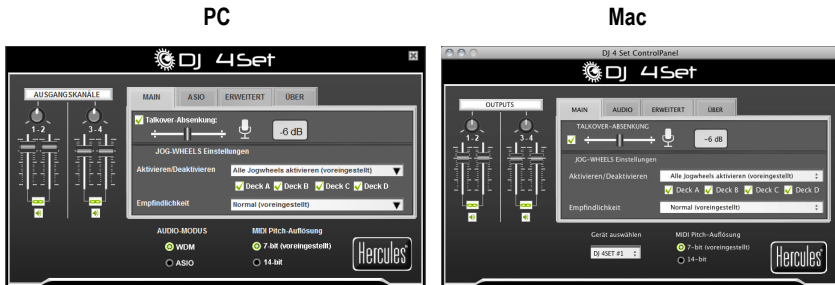 PC
DJ 4Set
AUSGANGSKANÄLE
1-2
3-4
MAIN
ASIO
ERWEITERT
ÜBER
Talkover-Absenkung:
-6 dB
JOG-WHEELS Einstellungen
Aktivieren/Deaktivieren
Alle Jogwheels aktivieren (voreingestellt)
Deck A
Deck B
Deck C
Deck D
Empfindlichkeit
Normal (voreingestellt)
AUDIO-MODUS
WDM
ASIO
MIDI Pitch-Auflösung
7-bit (voreingestellt)
14-bit
Hercules
Mac
DJ 4 Set ControlPanel
DJ 4Set
OUTPUTS
1-2
3-4
MAIN
AUDIO
ERWEITERT
ÜBER
TALKOVER-ABSENKUNG
-6 dB
JOG-WHEELS Einstellungen
Aktivieren/Deaktivieren
Alle Jogwheels aktivieren (voreingestellt)
Deck A
Deck B
Deck C
Deck D
Empfindlichkeit
Normal (voreingestellt)
Gerät auswählen
DJ 4SET #1
MIDI Pitch-Auflösung
7-bit (voreingestellt)
14-bit
Hercules